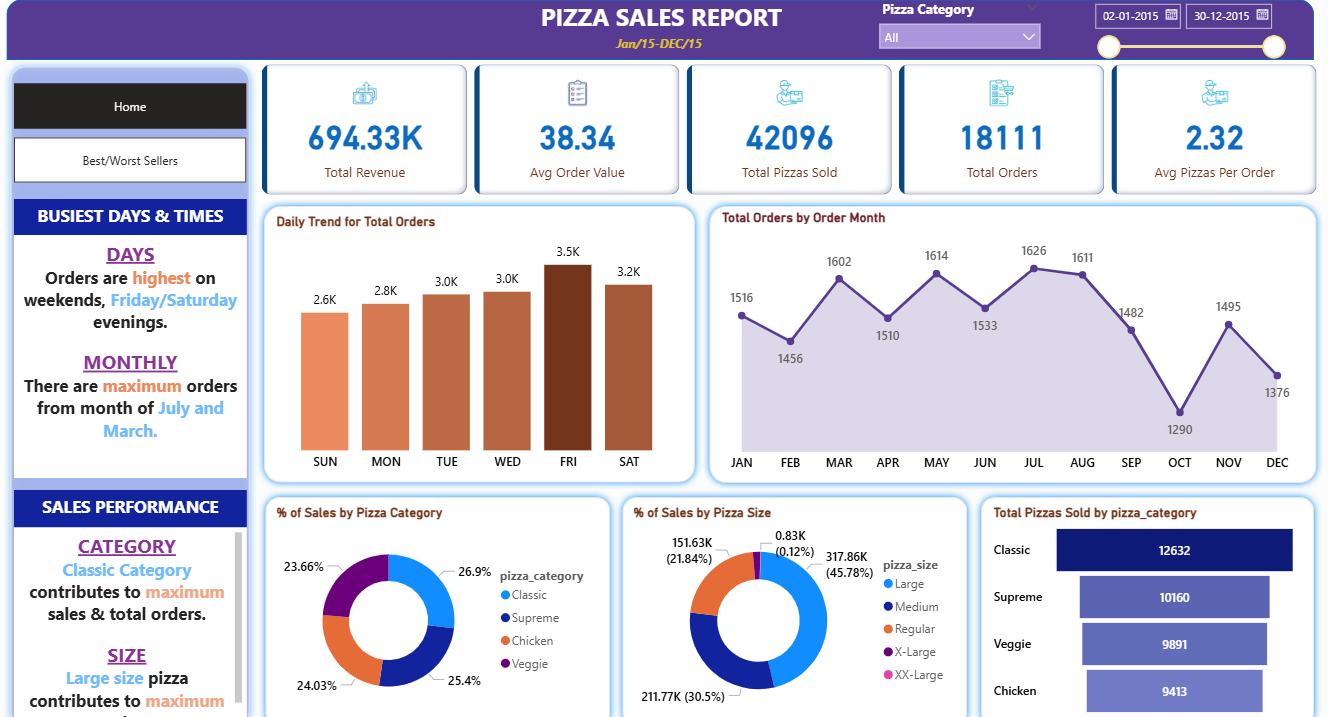 PIZZA SALES REPORT
Jan/15-DEC/15
Pizza Category
All
02-01-2015
30-12-2015
Home
Best/Worst Sellers
BUSIEST DAYS & TIMES
DAYS
Orders are highest on
weekends, Friday/Saturday
evenings.
MONTHLY
There are maximum orders
from month of July and
March.
SALES PERFORMANCE
CATEGORY
Classic Category
contributes to maximum
sales & total orders.
SIZE
Large size pizza
contributes to maximum
694.33K
Total Revenue
38.34
Avg Order Value
42096
Total Pizzas Sold
18111
Total Orders
2.32
Avg Pizzas Per Order
Daily Trend for Total Orders
2.6K
2.8K
3.0K
3.0K
3.5K
3.2K
SUN MON TUE WED FRI SAT
Total Orders by Order Month
1516
1456
1602
1510
1614
1533
1626
1611
1482
1290
1495
1376
JAN FEB MAR APR MAY JUN JUL AUG SEP OCT NOV DEC
% of Sales by Pizza Category
26.9%
25.4%
24.03%
23.66%
pizza_category
Classic
Supreme
Chicken
Veggie
% of Sales by Pizza Size
0.83K
(0.12%)
317.86K
(45.78%)
211.77K (30.5%)
151.63K
(21.84%)
pizza_size
Large
Medium
Regular
X-Large
XX-Large
Total Pizzas Sold by pizza_category
Classic 12632
Supreme 10160
Veggie 9891
Chicken 9413